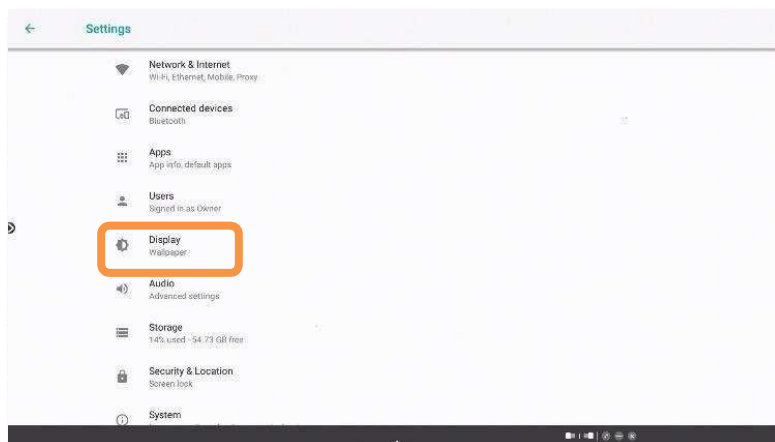 Settings
Network & Internet
Wi-Fi, Ethernet, Mobile, Proxy
Connected devices
Bluetooth
Apps
App info, default apps
Users
Signed in as Owner
Display
Wallpaper
Audio
Advanced settings
Storage
14% used - 54.73 GB free
Security & Location
Screen lock
System